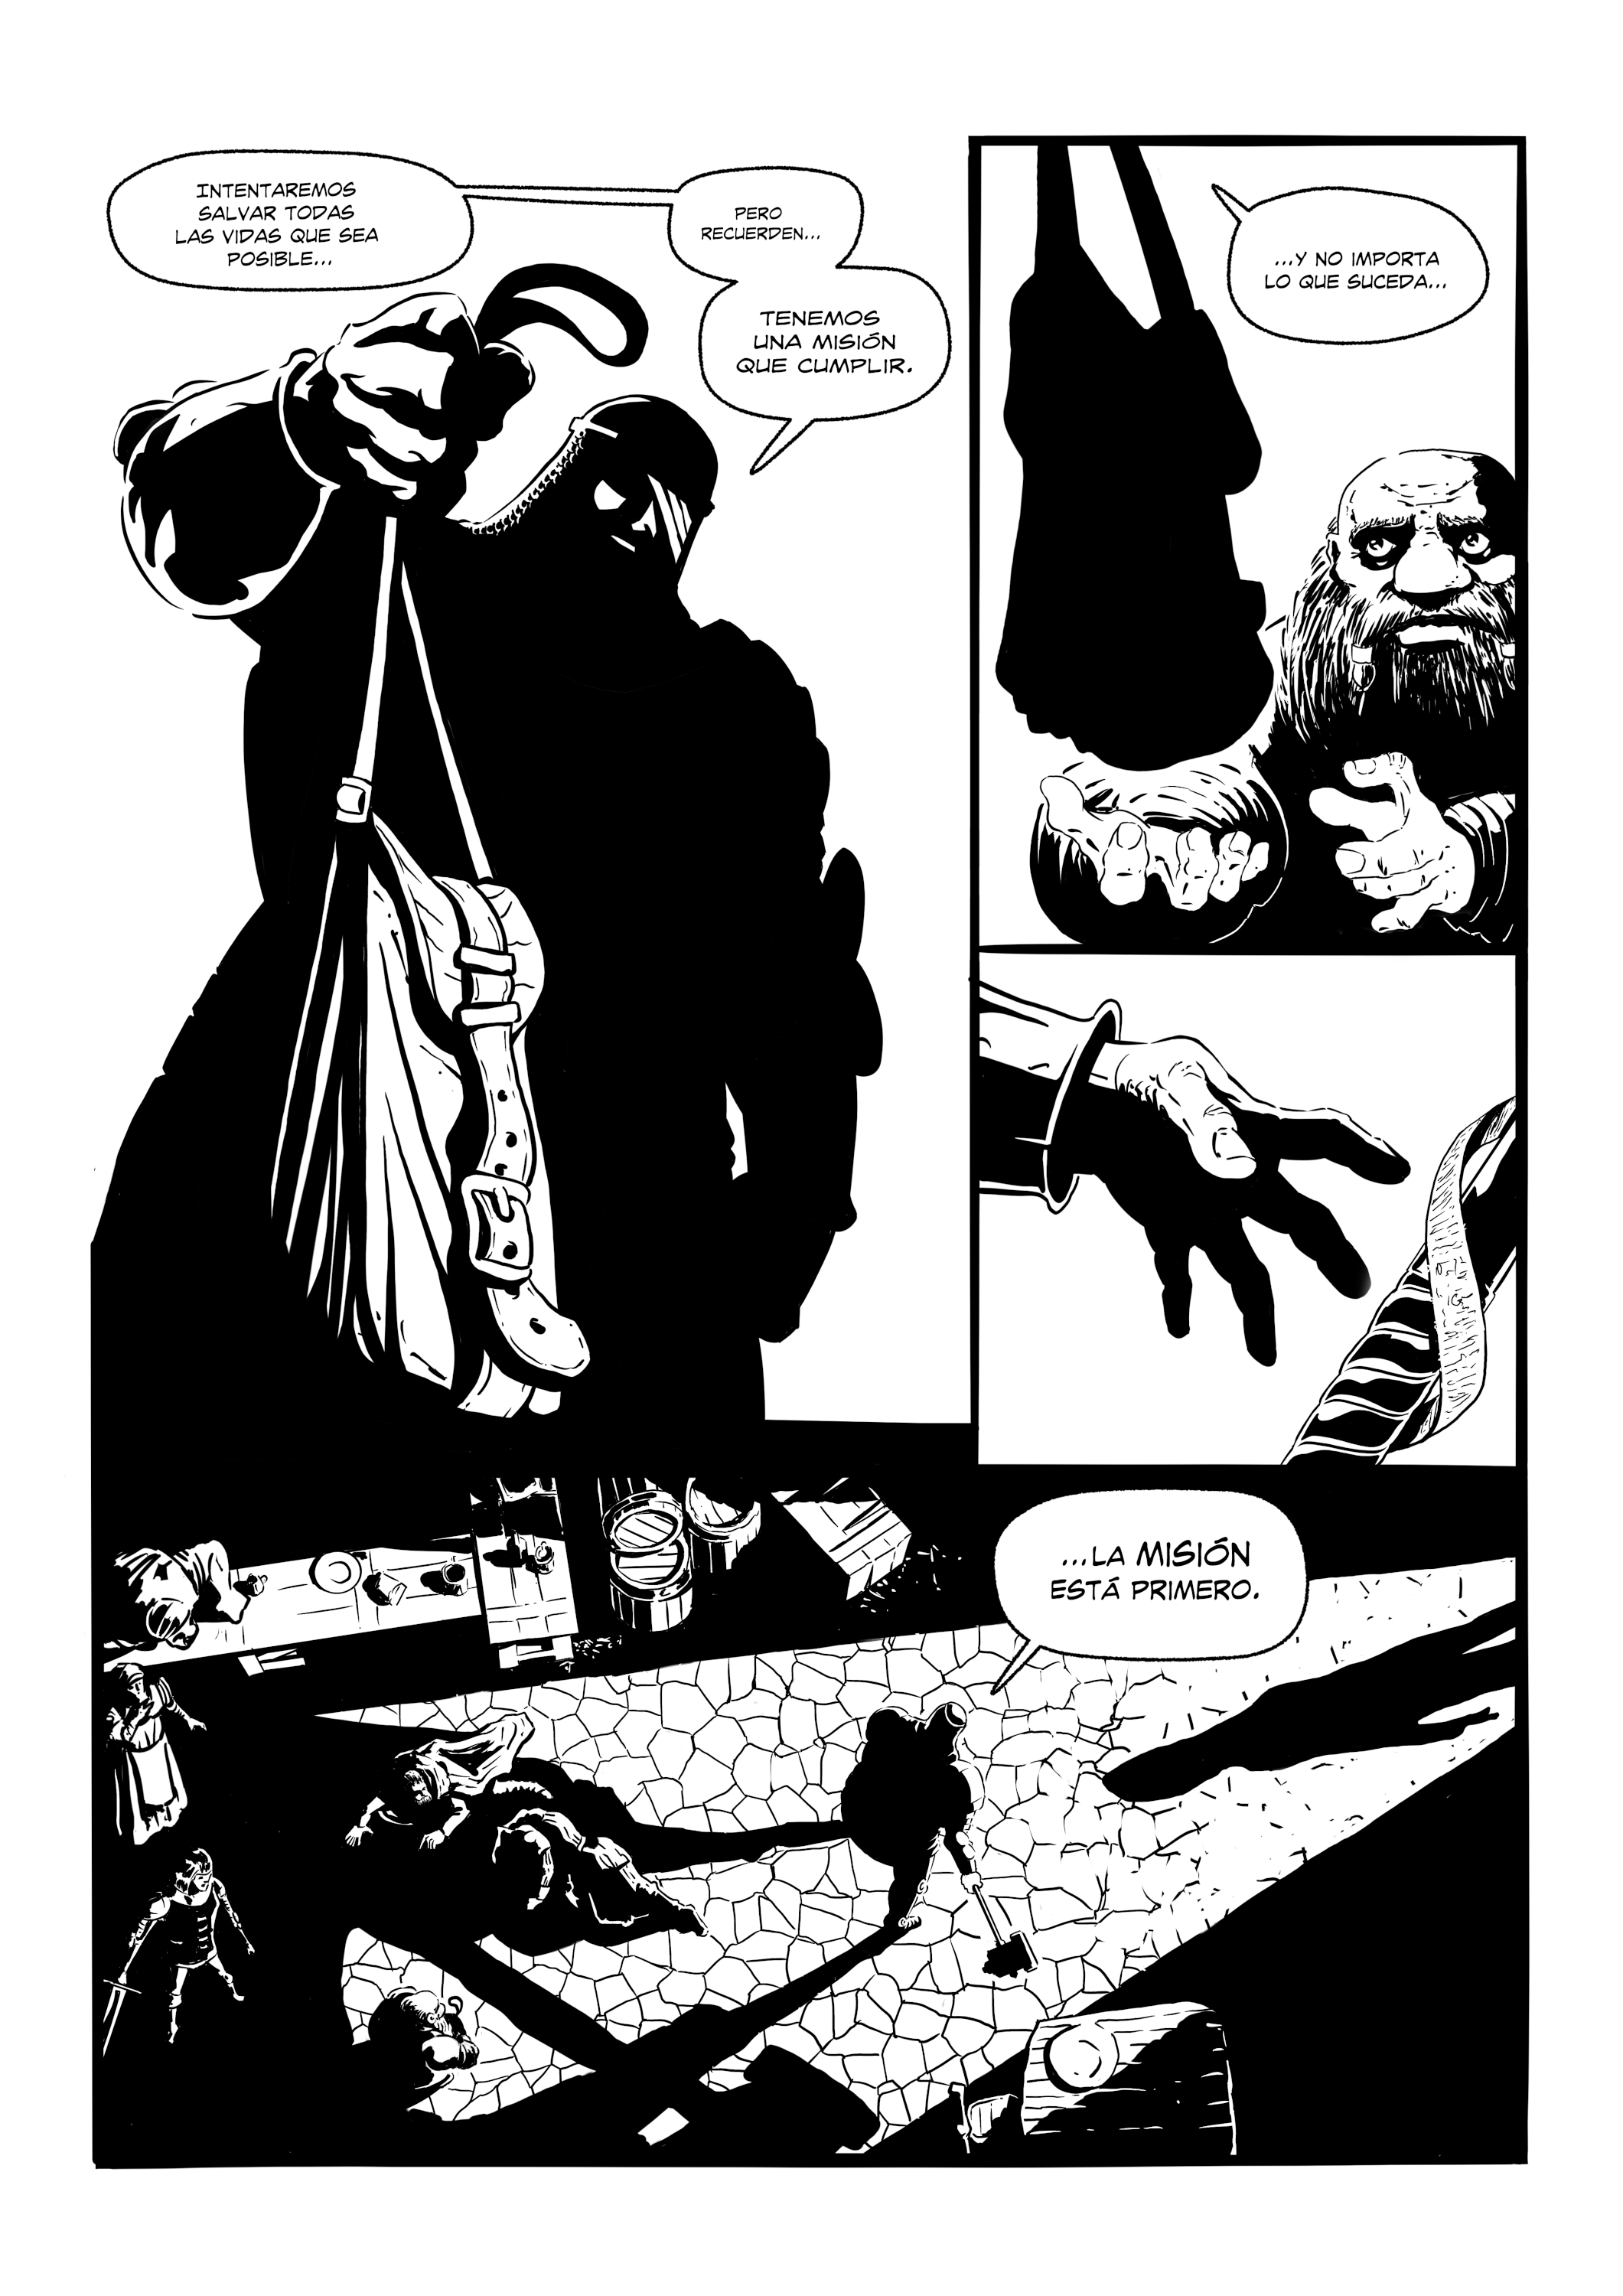 INTENTAREMOS
SALVAR TODAS
LAS VIDAS QUE SEA
POSIBLE...
PERO
RECUERDEN...
TENEMOS
UNA MISIÓN
QUE CUMPLIR.
...Y NO IMPORTA
LO QUE SUCEDA...
...LA MISIÓN
ESTÁ PRIMERO.